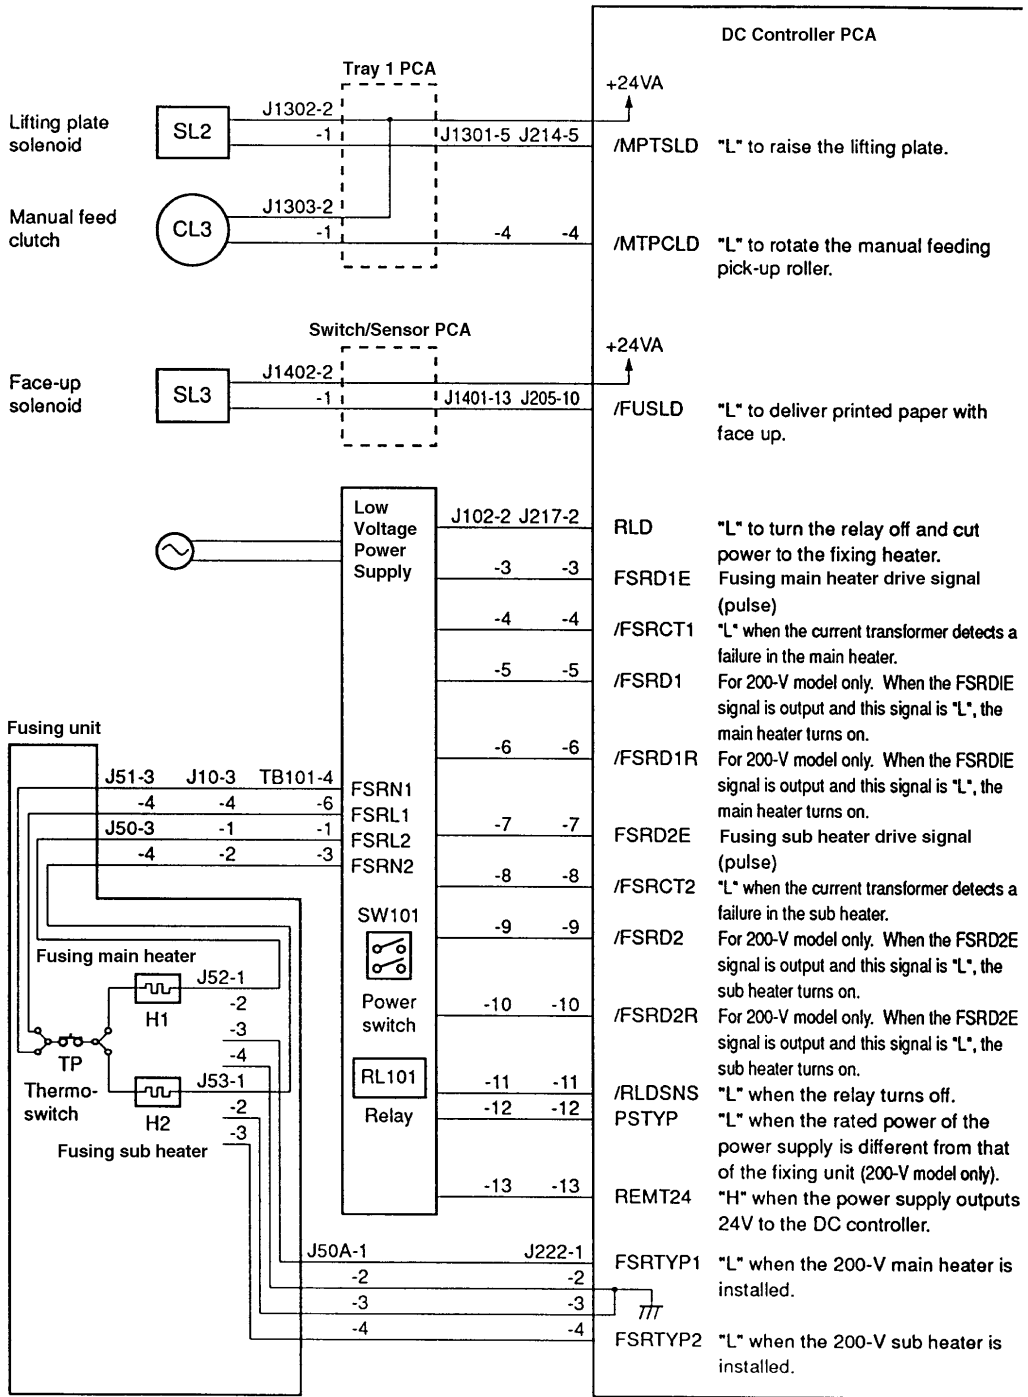 DC Controller PCA
Tray 1 PCA
+24VA
Lifting plate
solenoid
SL2
J1302-2
-1
J1301-5 J214-5
/MPTSLD
"L" to raise the lifting plate.
Manual feed
clutch
CL3
J1303-2
-1
-4
-4
/MTPCLD
"L" to rotate the manual feeding
pick-up roller.
Switch/Sensor PCA
+24VA
Face-up
solenoid
SL3
J1402-2
-1
J1401-13 J205-10
/FUSLD
"L" to deliver printed paper with
face up.
Low
Voltage
Power
Supply
J102-2 J217-2
RLD
"L" to turn the relay off and cut
power to the fixing heater.
-3
-3
FSRD1E
Fusing main heater drive signal
(pulse)
-4
-4
/FSRCT1
"L" when the current transformer detects a
failure in the main heater.
-5
-5
/FSRD1
For 200-V model only. When the FSRDIE
signal is output and this signal is "L", the
main heater turns on.
-6
-6
/FSRD1R
For 200-V model only. When the FSRDIE
signal is output and this signal is "L", the
main heater turns on.
Fusing unit
J51-3
J10-3
TB101-4
FSRN1
-4
-4
-6
FSRL1
J50-3
-1
-1
FSRL2
-4
-2
-3
FSRN2
-7
-7
FSRD2E
Fusing sub heater drive signal
(pulse)
-8
-8
/FSRCT2
"L" when the current transformer detects a
failure in the sub heater.
SW101
Power
switch
-9
-9
/FSRD2
For 200-V model only. When the FSRD2E
signal is output and this signal is "L", the
sub heater turns on.
-10
-10
/FSRD2R
For 200-V model only. When the FSRD2E
signal is output and this signal is "L", the
sub heater turns on.
Fusing main heater
J52-1
H1
-2
-3
-4
TP
Thermo-
switch
J53-1
H2
-2
-3
Fusing sub heater
RL101
Relay
-11
-11
/RLDSNS
"L" when the relay turns off.
-12
-12
PSTYP
"L" when the rated power of the
power supply is different from that
of the fixing unit (200-V model only).
-13
-13
REMT24
"H" when the power supply outputs
24V to the DC controller.
J50A-1
J222-1
FSRTYP1
"L" when the 200-V main heater is
installed.
-2
-2
-3
-3
-4
-4
FSRTYP2
"L" when the 200-V sub heater is
installed.